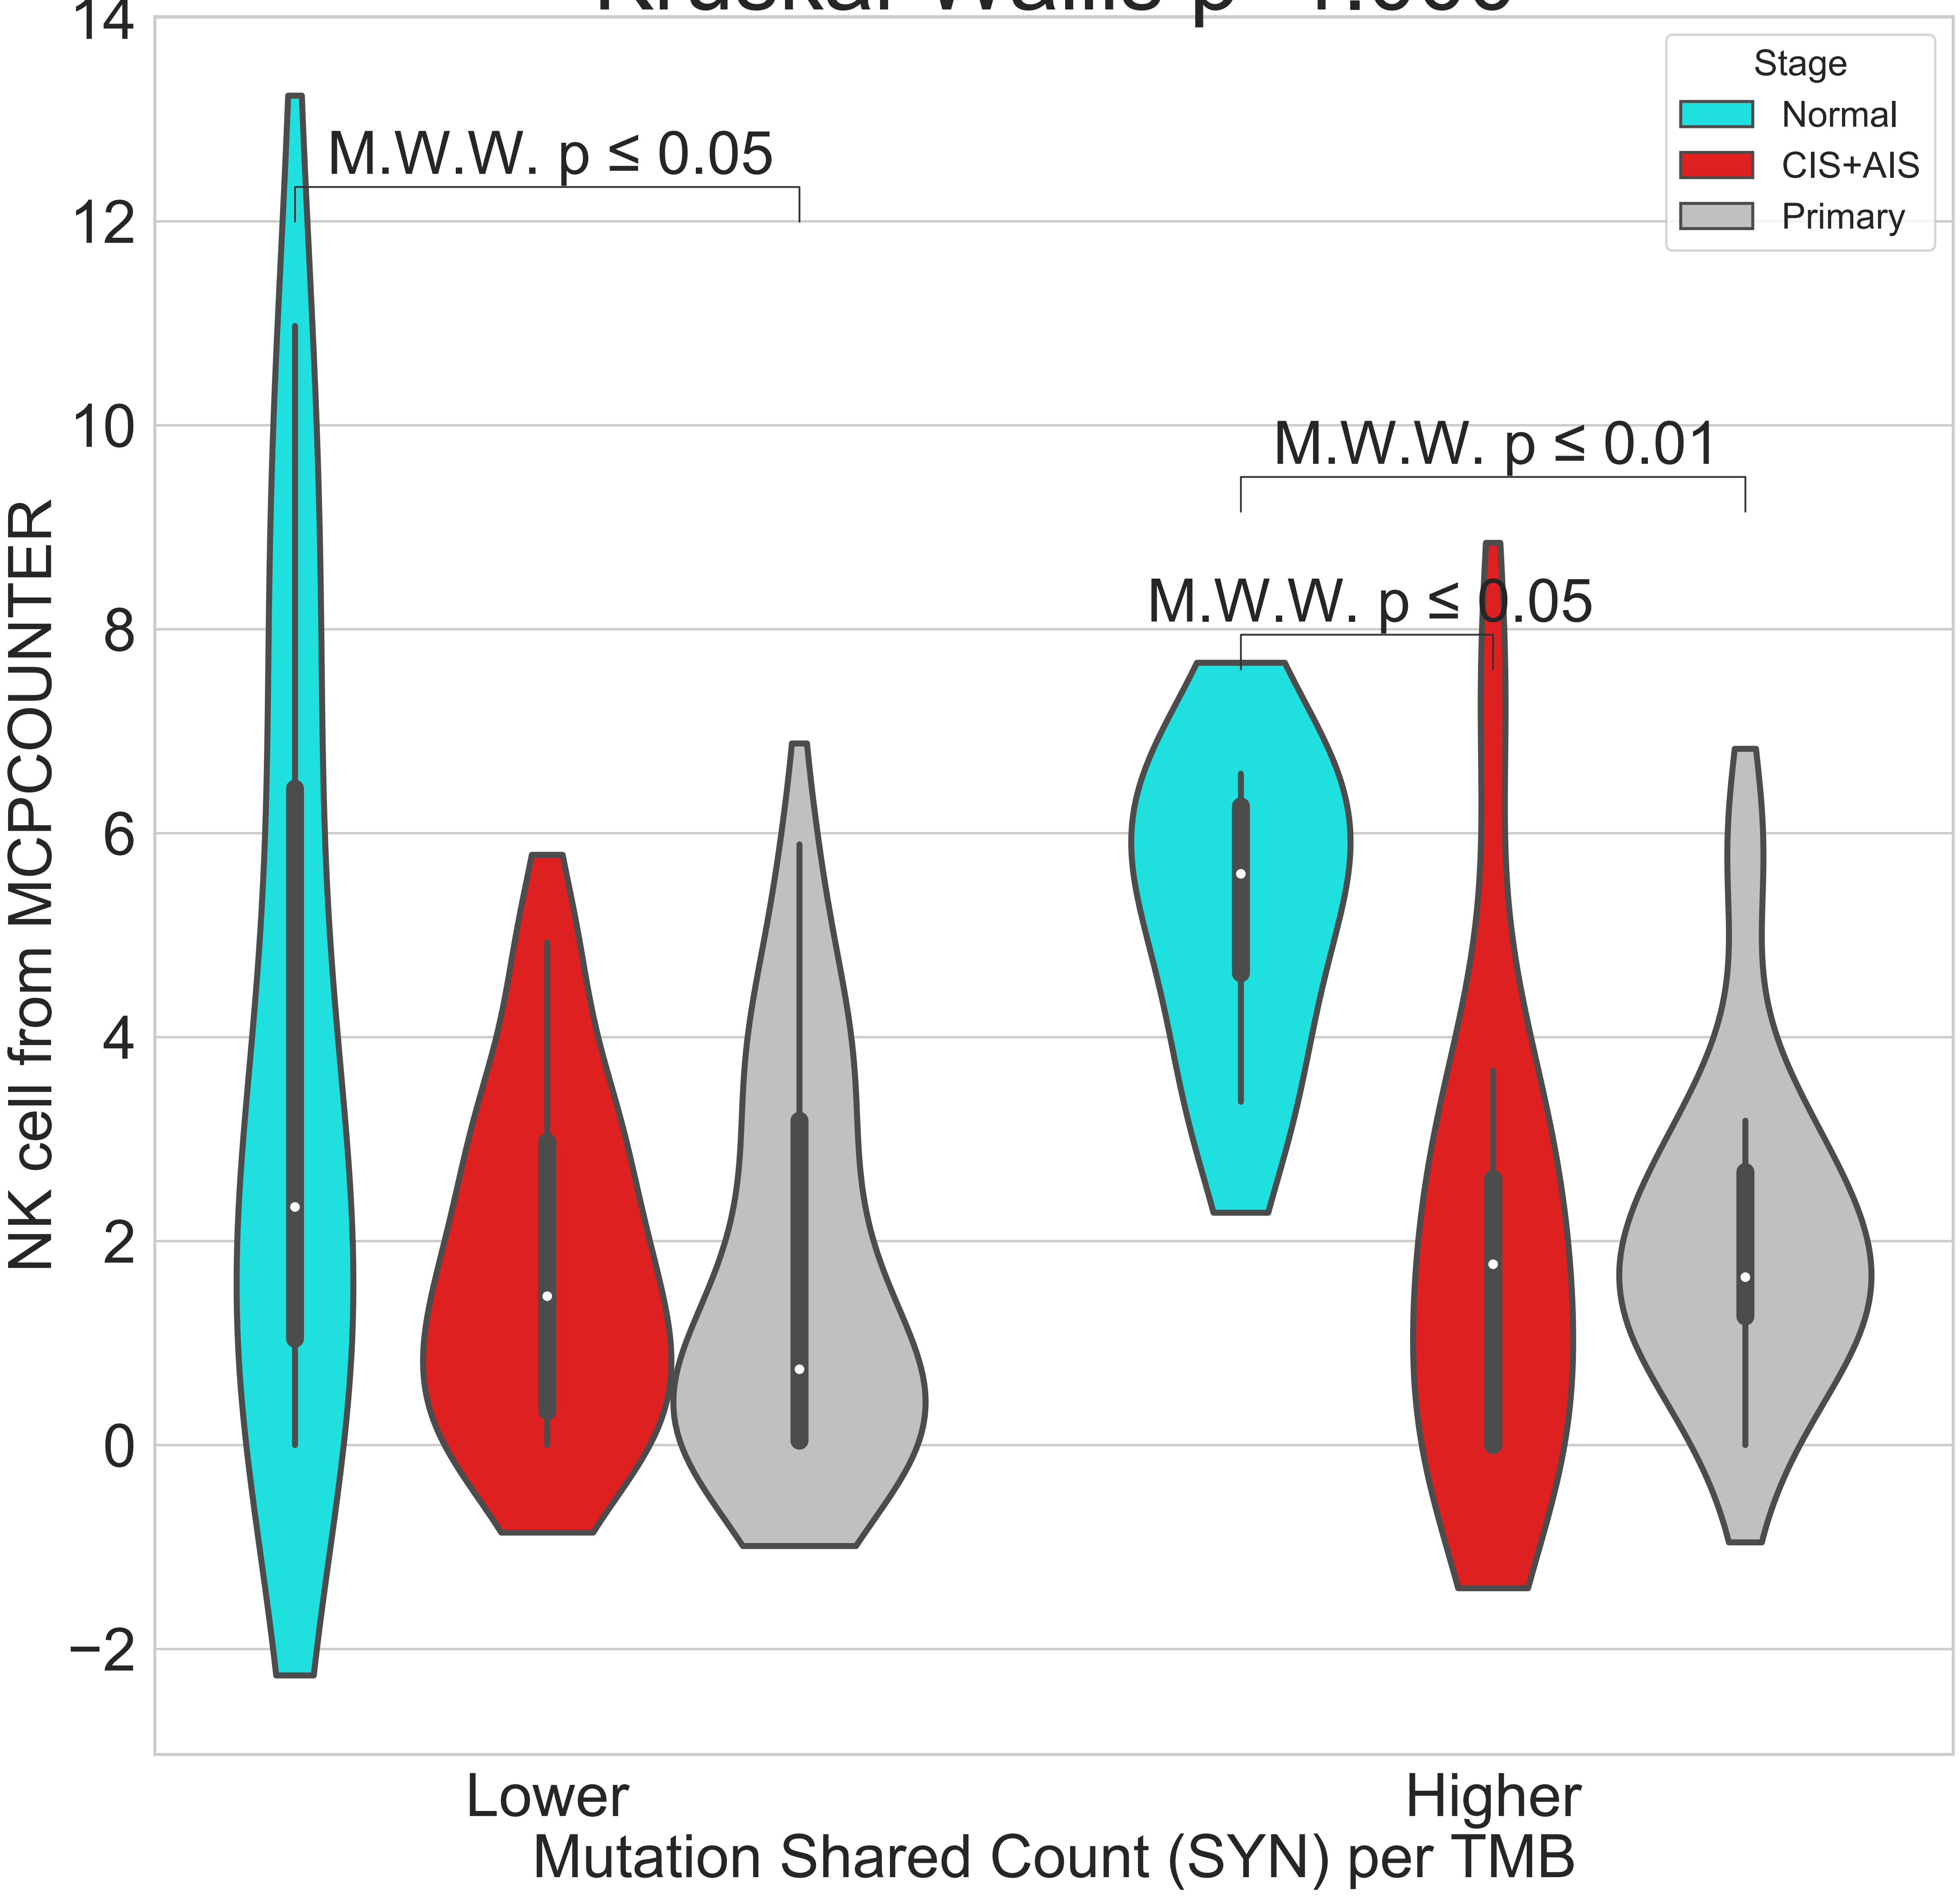 14
12
10
8
6
4
2
0
−2
NK cell from MCPCOUNTER
M.W.W. p ≤ 0.05
M.W.W. p ≤ 0.01
M.W.W. p ≤ 0.05
Stage
Normal
CIS+AIS
Primary
Lower
Higher
Mutation Shared Count (SYN) per TMB